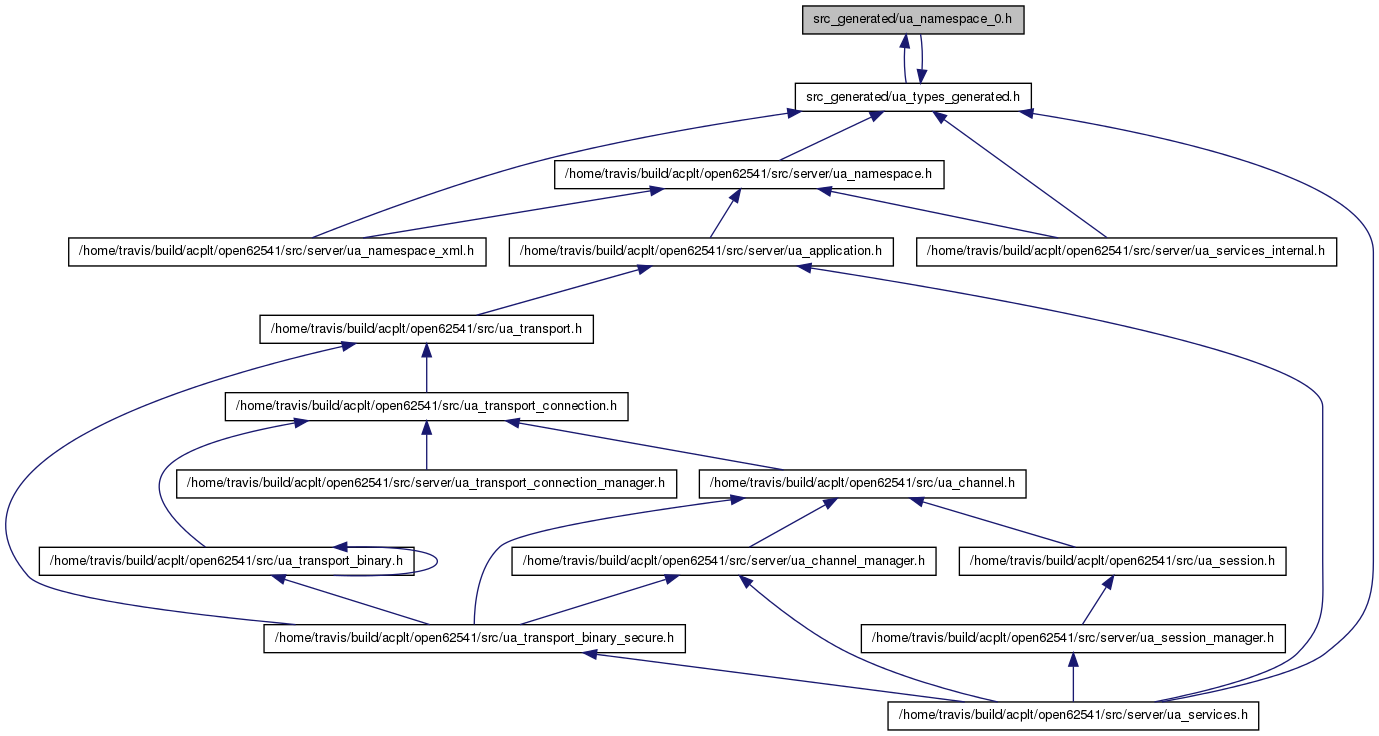 src_generated/ua_namespace_0.h
src_generated/ua_types_generated.h
/home/travis/build/acplt/open62541/src/server/ua_namespace.h
/home/travis/build/acplt/open62541/src/server/ua_namespace_xml.h
/home/travis/build/acplt/open62541/src/server/ua_application.h
/home/travis/build/acplt/open62541/src/server/ua_services_internal.h
/home/travis/build/acplt/open62541/src/ua_transport.h
/home/travis/build/acplt/open62541/src/ua_transport_connection.h
/home/travis/build/acplt/open62541/src/server/ua_transport_connection_manager.h
/home/travis/build/acplt/open62541/src/ua_channel.h
/home/travis/build/acplt/open62541/src/ua_transport_binary.h
/home/travis/build/acplt/open62541/src/server/ua_channel_manager.h
/home/travis/build/acplt/open62541/src/ua_session.h
/home/travis/build/acplt/open62541/src/ua_transport_binary_secure.h
/home/travis/build/acplt/open62541/src/server/ua_session_manager.h
/home/travis/build/acplt/open62541/src/server/ua_services.h